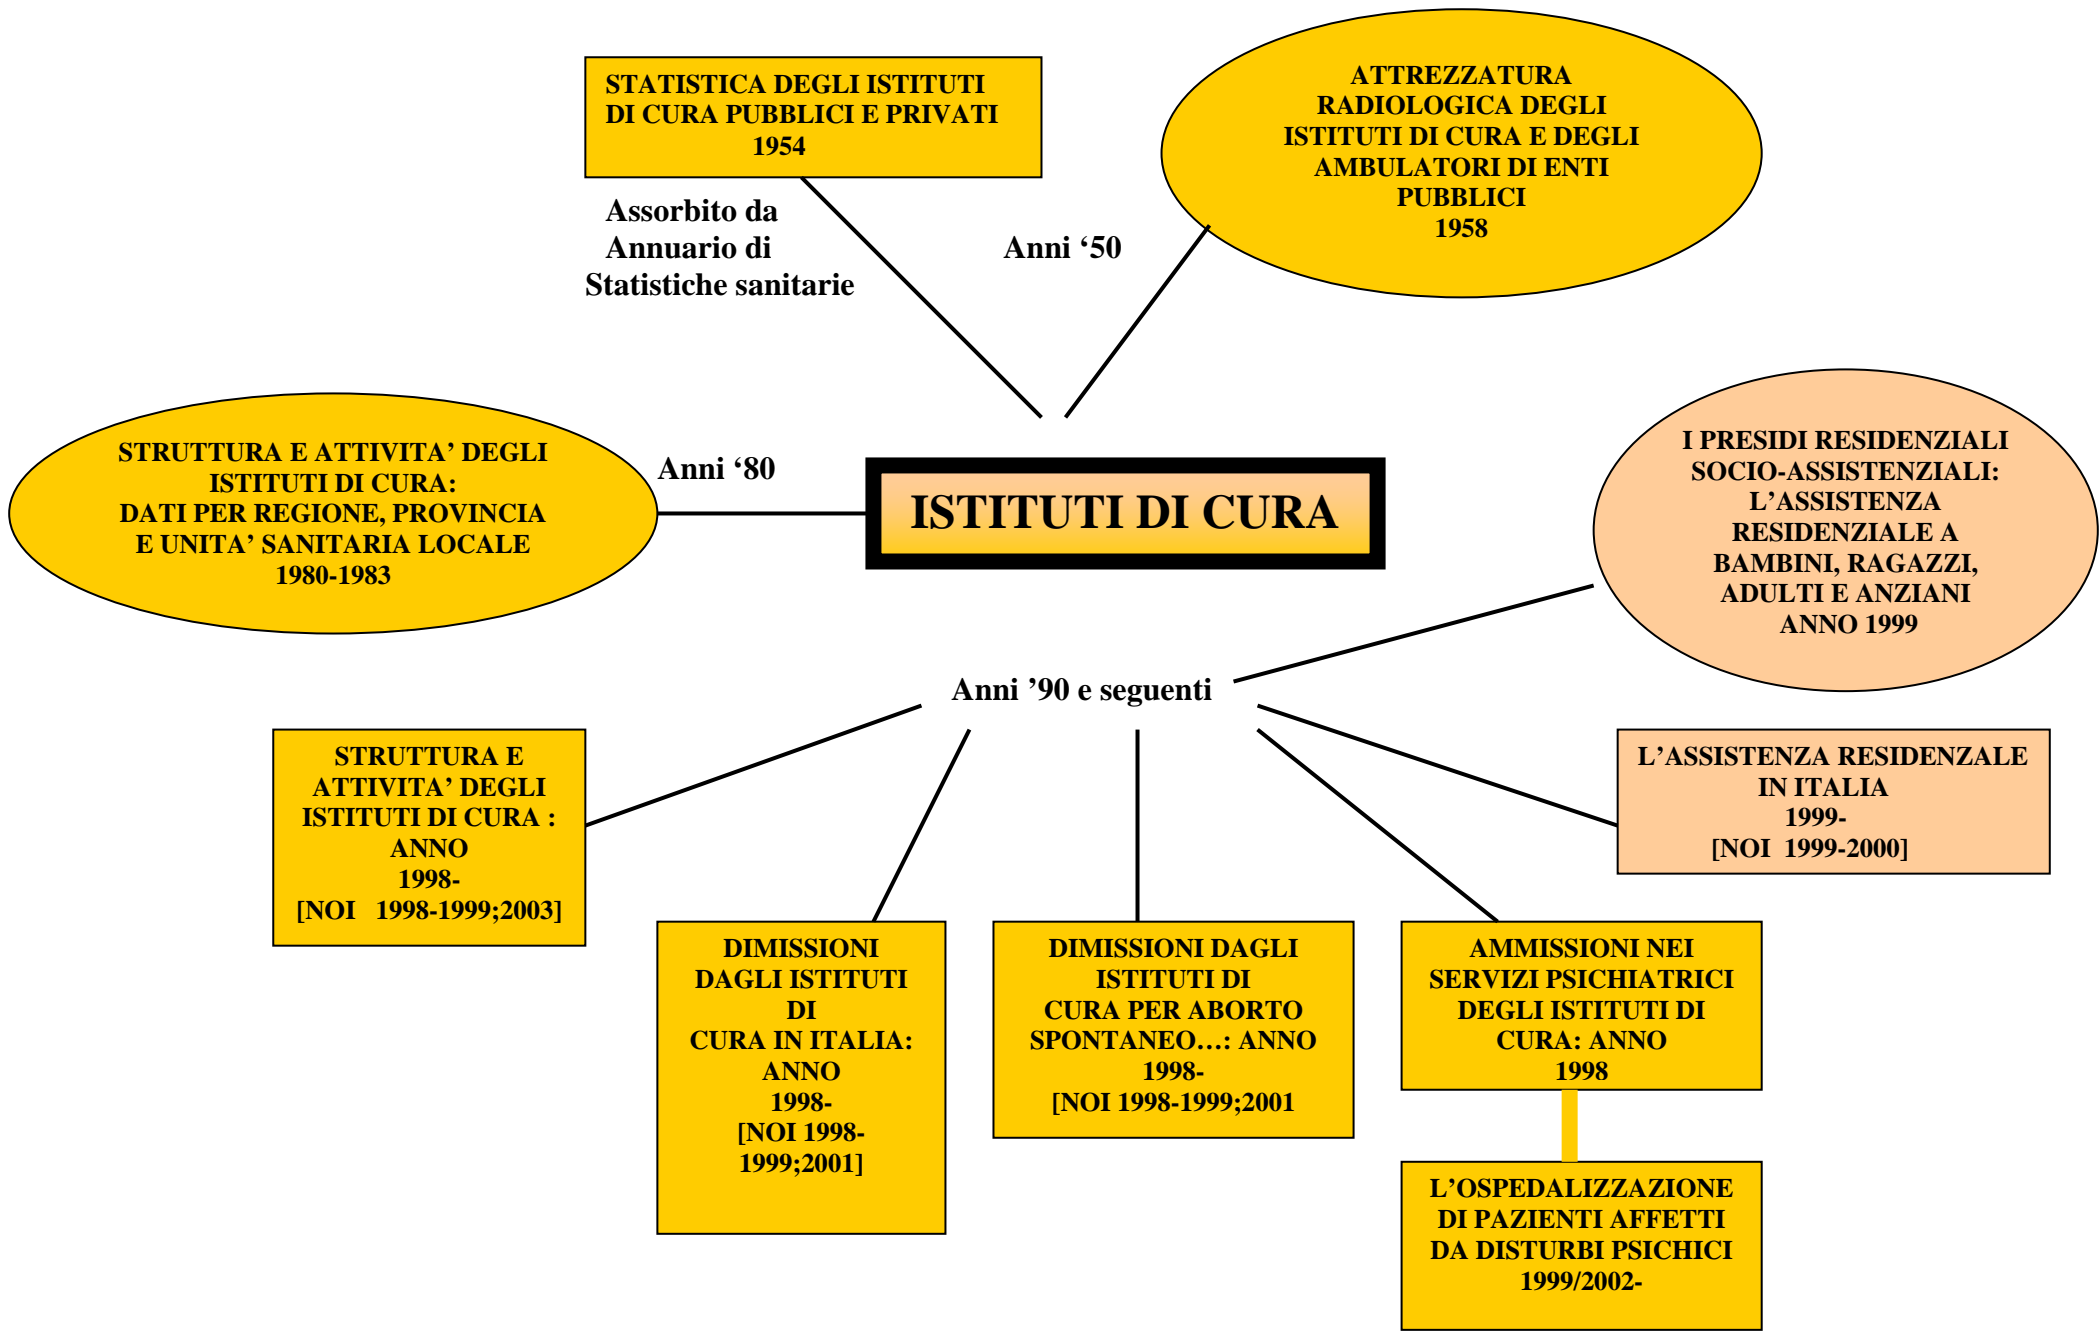 STATISTICA DEGLI ISTITUTI
DI CURA PUBBLICI E PRIVATI
1954
ATTREZZATURA
RADIOLOGICA DEGLI
ISTITUTI DI CURA E DEGLI
AMBULATORI DI ENTI
PUBBLICI
1958
Assorbito da
Annuario di
Statistiche sanitarie
Anni ‘50
STRUTTURA E ATTIVITA’ DEGLI
ISTITUTI DI CURA:
DATI PER REGIONE, PROVINCIA
E UNITA’ SANITARIA LOCALE
1980-1983
Anni ‘80
ISTITUTI DI CURA
I PRESIDI RESIDENZIALI
SOCIO-ASSISTENZIALI:
L’ASSISTENZA
RESIDENZIALE A
BAMBINI, RAGAZZI,
ADULTI E ANZIANI
ANNO 1999
Anni ’90 e seguenti
STRUTTURA E
ATTIVITA’ DEGLI
ISTITUTI DI CURA :
ANNO
1998-
[NOI 1998-1999;2003]
L’ASSISTENZA RESIDENZALE
IN ITALIA
1999-
[NOI 1999-2000]
DIMISSIONI
DAGLI ISTITUTI
DI
CURA IN ITALIA:
ANNO
1998-
[NOI 1998-
1999;2001]
DIMISSIONI DAGLI
ISTITUTI DI
CURA PER ABORTO
SPONTANEO…: ANNO
1998-
[NOI 1998-1999;2001
AMMISSIONI NEI
SERVIZI PSICHIATRICI
DEGLI ISTITUTI DI
CURA: ANNO
1998
L’OSPEDALIZZAZIONE
DI PAZIENTI AFFETTI
DA DISTURBI PSICHICI
1999/2002-